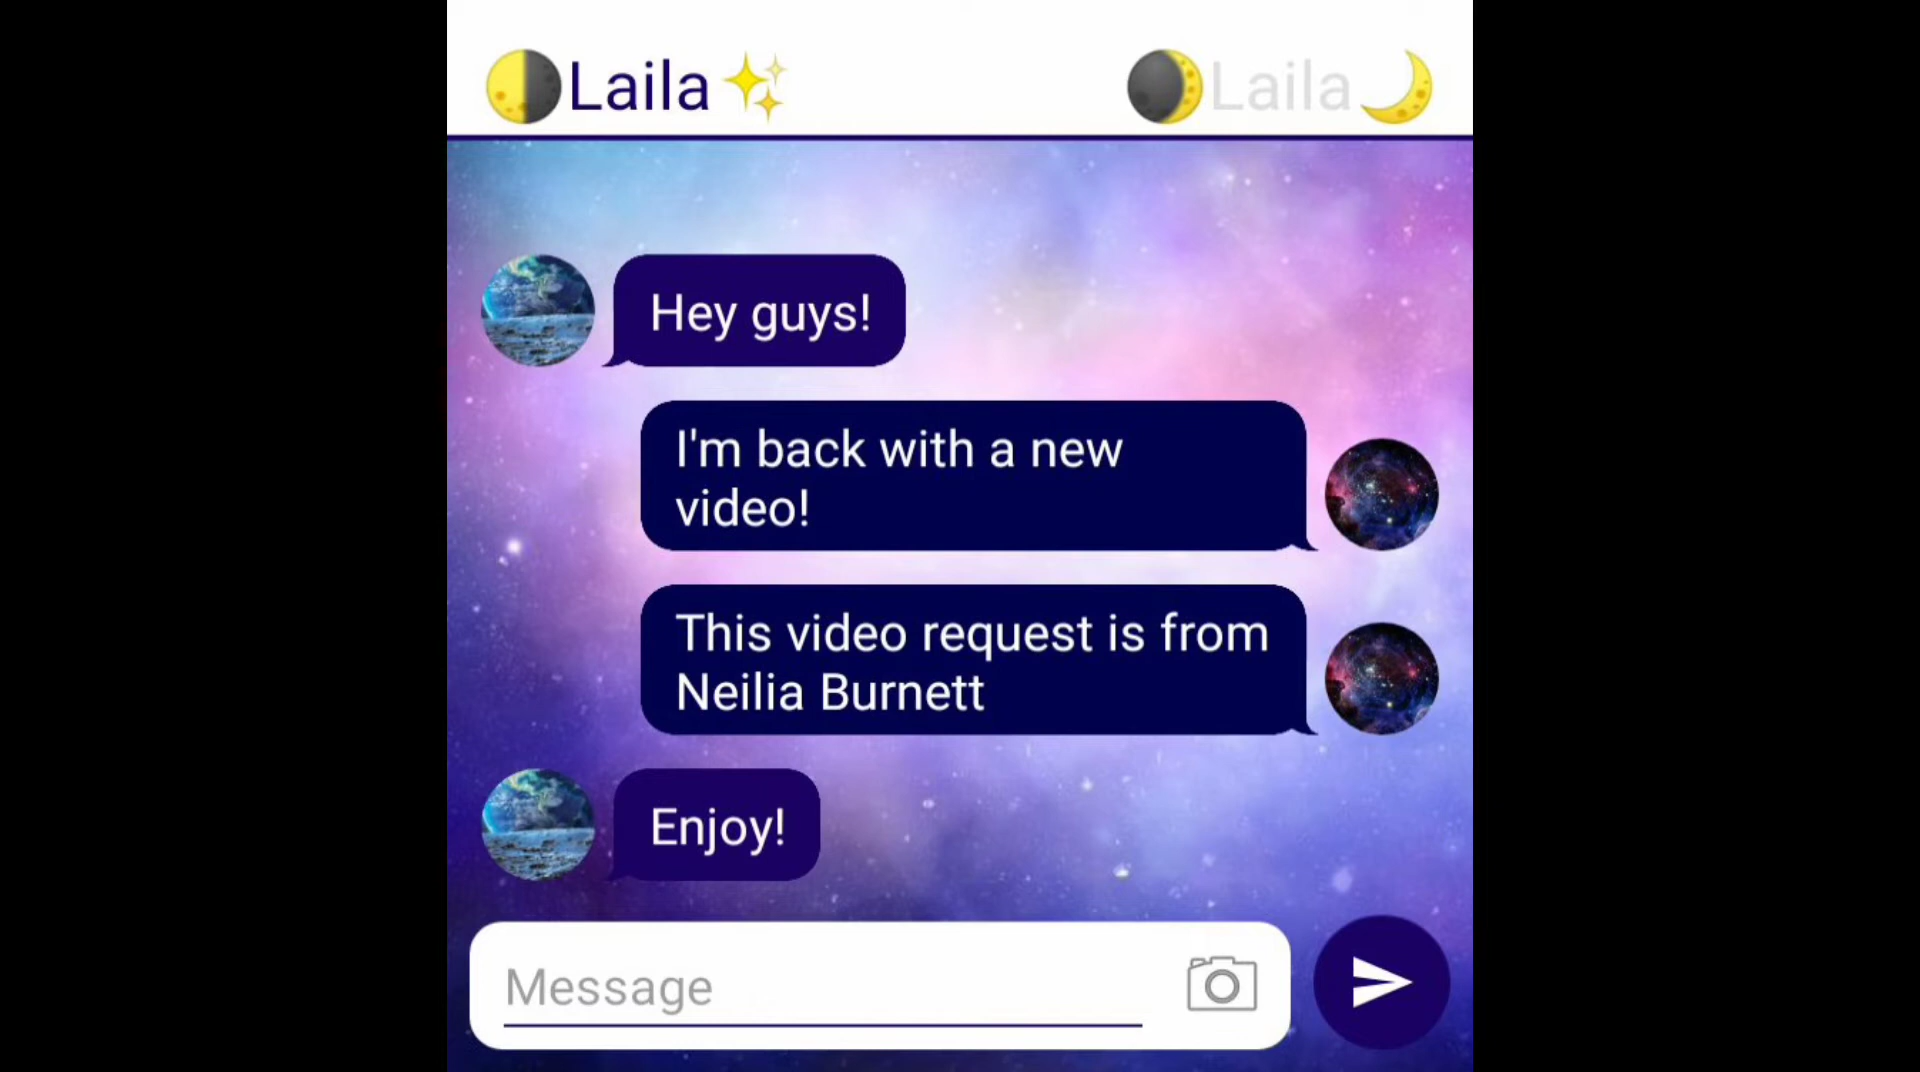 🌗Laila✨ 🌒Laila🌙
Hey guys!
I'm back with a new
video!
This video request is from
Neilia Burnett
Enjoy!
Message